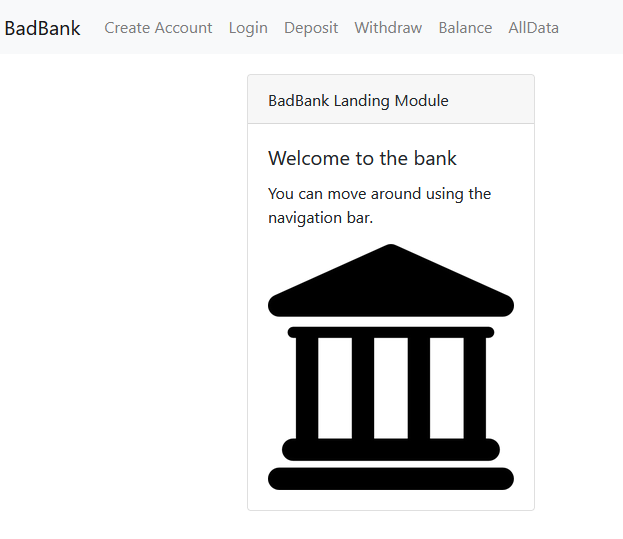 BadBank Create Account Login Deposit Withdraw Balance AllData
BadBank Landing Module
Welcome to the bank
You can move around using the
navigation bar.